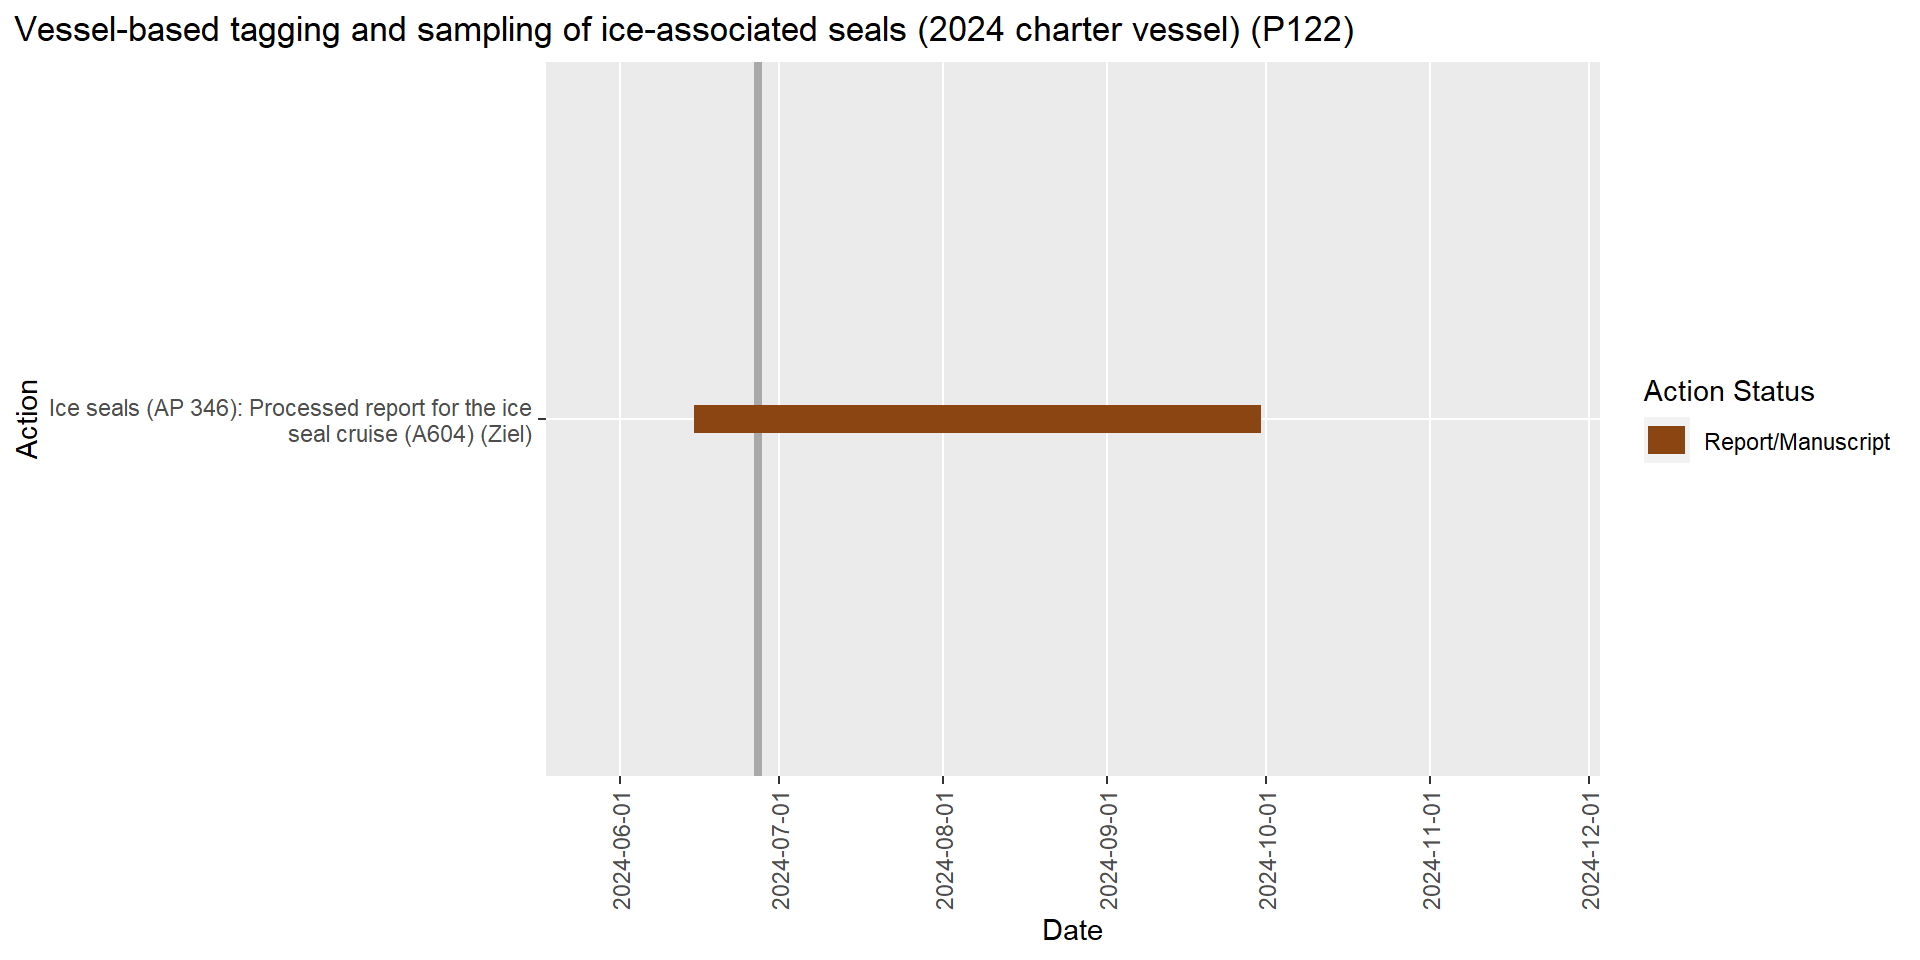 Vessel-based tagging and sampling of ice-associated seals (2024 charter vessel) (P122)
Action
Ice seals (AP 346): Processed report for the ice
seal cruise (A604) (Ziel)
Action Status
Report/Manuscript
2024-06-01
2024-07-01
2024-08-01
2024-09-01
2024-10-01
2024-11-01
2024-12-01
Date